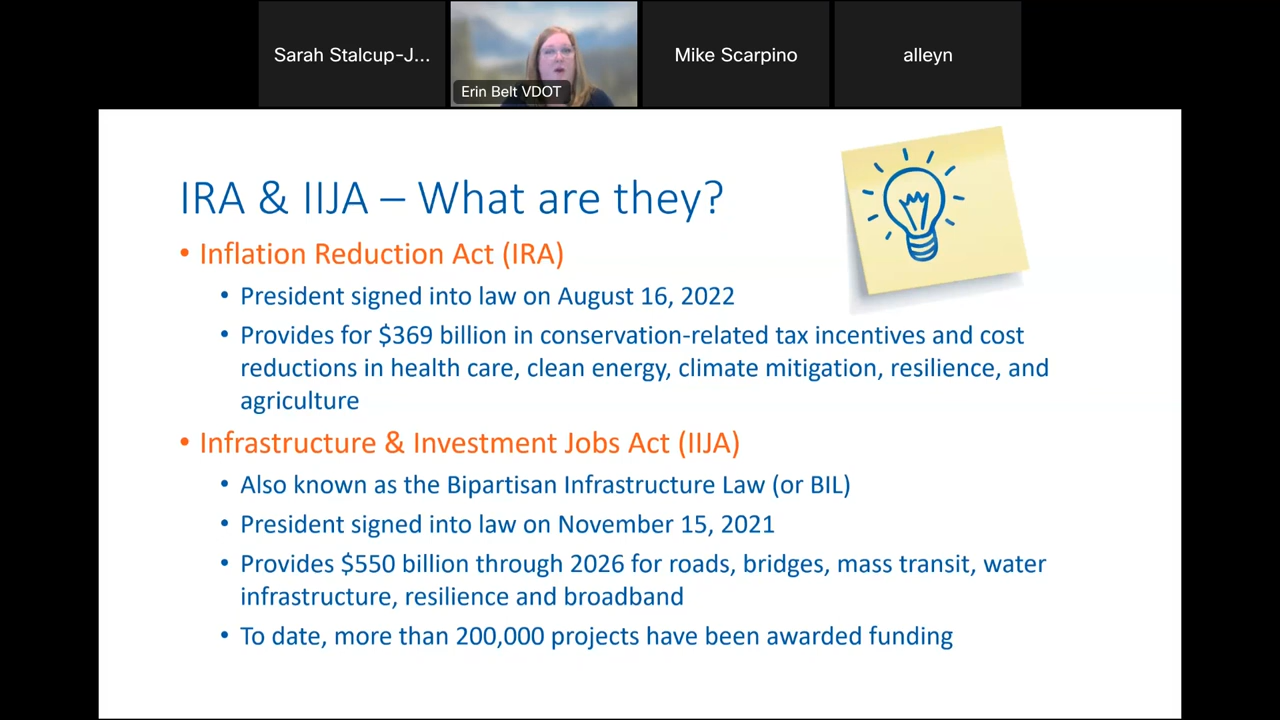 Sarah Stalcup-J...
Erin Belt VDOT
Mike Scarpino
alleyn
IRA & IIJA – What are they?
• Inflation Reduction Act (IRA)
• President signed into law on August 16, 2022
• Provides for $369 billion in conservation-related tax incentives and cost
reductions in health care, clean energy, climate mitigation, resilience, and
agriculture
• Infrastructure & Investment Jobs Act (IIJA)
• Also known as the Bipartisan Infrastructure Law (or BIL)
• President signed into law on November 15, 2021
• Provides $550 billion through 2026 for roads, bridges, mass transit, water
infrastructure, resilience and broadband
• To date, more than 200,000 projects have been awarded funding